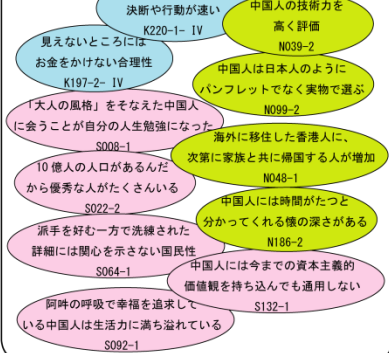 決断や行動が速い
K220-1- IV
中国人の技術力を
高く評価
N039-2
見えないところには
お金をかけない合理性
K197-2- IV
中国人は日本人のように
パンフレットでなく実物で選ぶ
N099-2
「大人の風格」をそなえた中国人
に会うことが自分の人生勉強になった
S008-1
海外に移住した香港人に、
次第に家族と共に帰国する人が増加
N048-1
10 億人の人口があるんだ
から優秀な人がたくさんいる
S022-2
中国人には時間がたつと
分かってくれる懐の深さがある
N186-2
派手を好む一方で洗練された
詳細には関心を示さない国民性
S064-1
中国人には今までの資本主義的
価値観を持ち込んでも通用しない
S132-1
阿吽の呼吸で幸福を追求して
いる中国人は生活力に満ち溢れている
S092-1